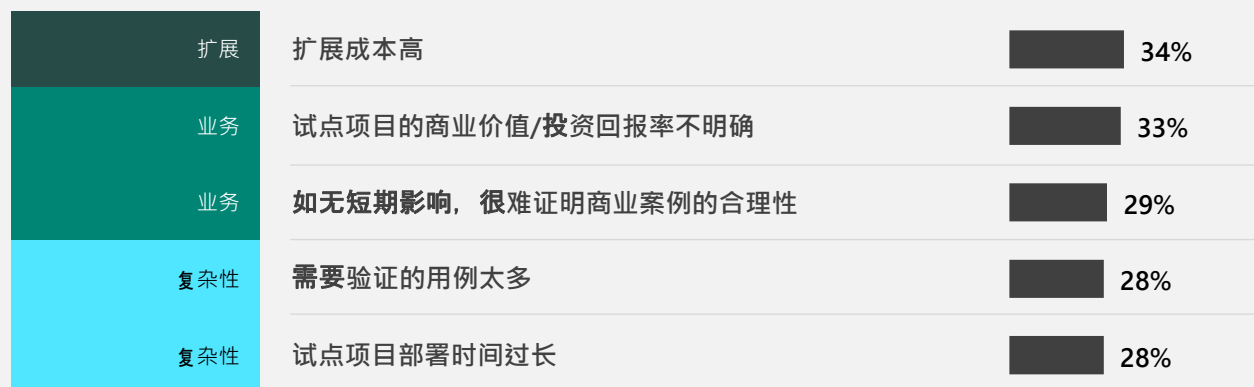 扩展 扩展成本高 34%
业务 试点项目的商业价值/投资回报率不明确 33%
业务 如无短期影响，很难证明商业案例的合理性 29%
复杂性 需要验证的用例太多 28%
复杂性 试点项目部署时间过长 28%